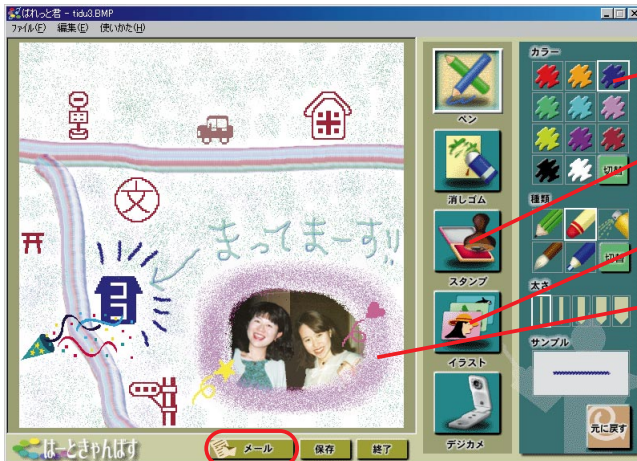 ぱれっと君 - tidu3.BMP
ファイル(F) 編集(E) 使いかた(H)
文
まってまーす!!
はーときゃんばす
メール
保存
終了
ペン
消しゴム
スタンプ
イラスト
デジカメ
カラー
切替
種類
切替
太さ
サンプル
元に戻す